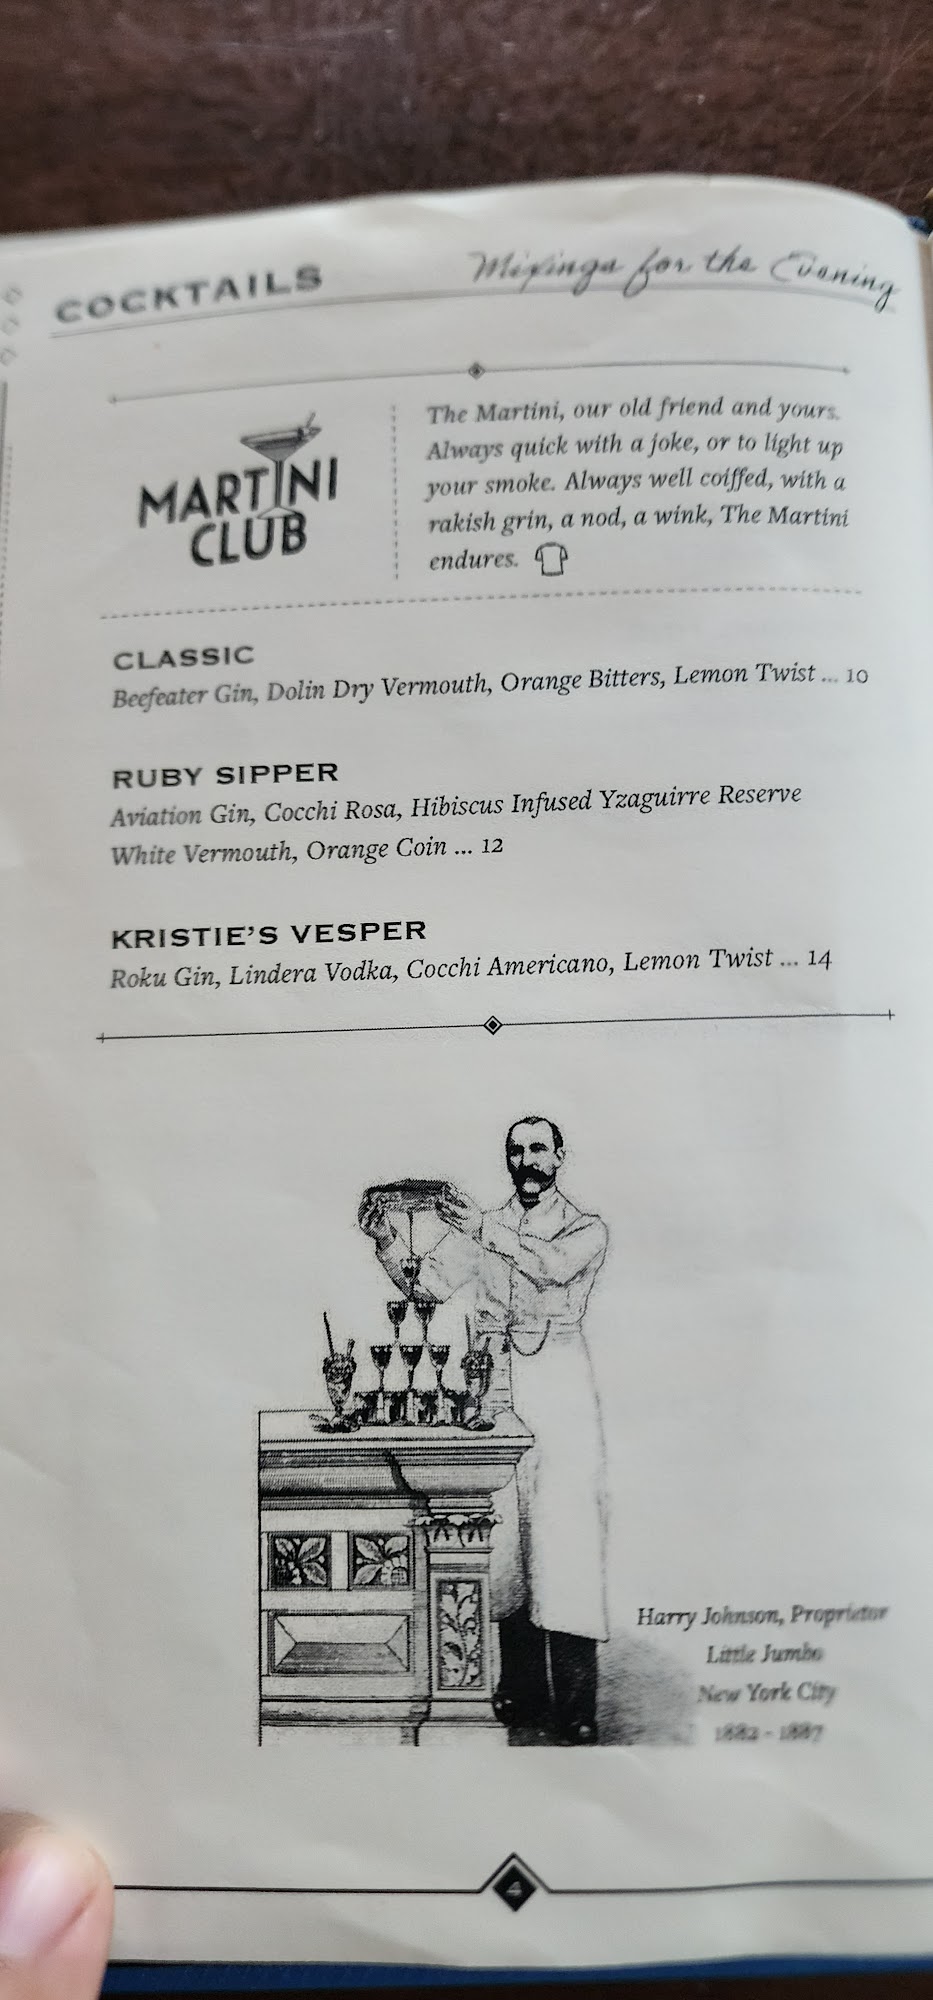 COCKTAILS
Mixings for the Evening
MARTINI
CLUB
The Martini, our old friend and yours.
Always quick with a joke, or to light up
your smoke. Always well coiffed, with a
rakish grin, a nod, a wink, The Martini
endures.
CLASSIC
Beefeater Gin, Dolin Dry Vermouth, Orange Bitters, Lemon Twist ... 10
RUBY SIPPER
Aviation Gin, Cocchi Rosa, Hibiscus Infused Yzaguirre Reserve
White Vermouth, Orange Coin ... 12
KRISTIE'S VESPER
Roku Gin, Lindera Vodka, Cocchi Americano, Lemon Twist ... 14
Harry Johnson, Proprietor
Little Jumbo
New York City
1882 - 1887
4